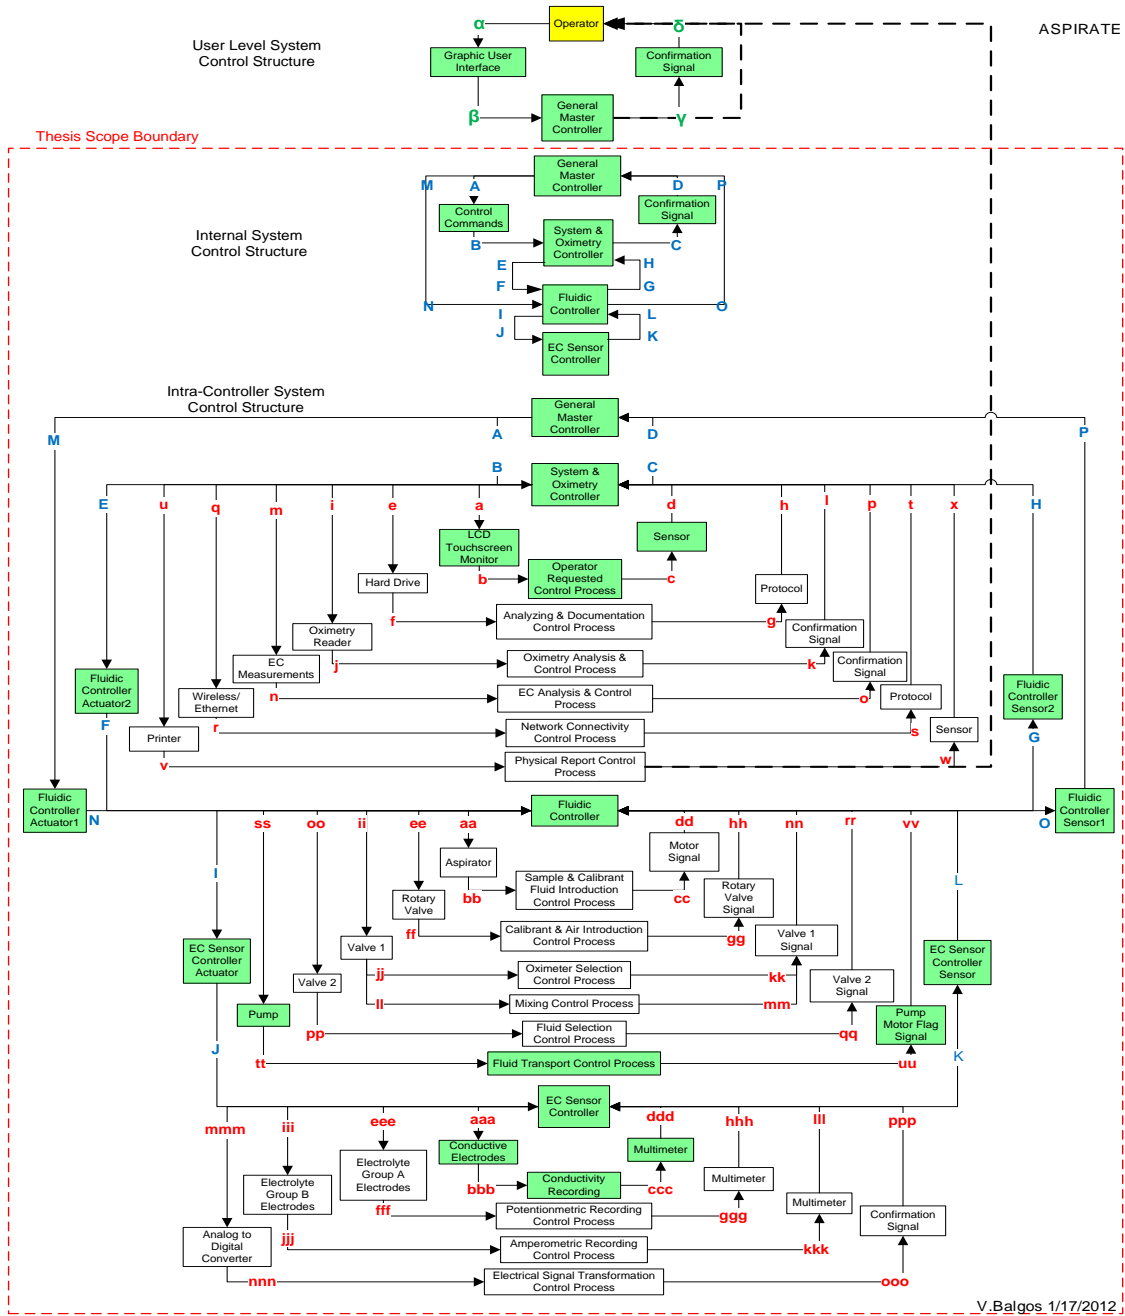 ASPIRATE
User Level System
Control Structure
α
Operator
δ
Graphic User
Interface
Confirmation
Signal
β
General
Master
Controller
γ
Thesis Scope Boundary
General
Master
Controller
M
A
D
P
Control
Commands
Confirmation
Signal
Internal System
Control Structure
B
System &
Oximetry
Controller
C
E
H
F
G
Fluidic
Controller
N
O
I
L
J
K
EC Sensor
Controller
Intra-Controller System
Control Structure
General
Master
Controller
M
A
D
P
B
C
System &
Oximetry
Controller
E
u
q
m
i
e
a
d
h
l
p
t
x
H
LCD
Touchscreen
Monitor
Sensor
b
Operator
Requested
Control Process
c
Hard Drive
Protocol
f
Analyzing & Documentation
Control Process
g
Oximetry
Reader
Confirmation
Signal
j
Oximetry Analysis &
Control Process
k
EC
Measurements
Confirmation
Signal
n
EC Analysis & Control
Process
o
Fluidic
Controller
Actuator2
Fluidic
Controller
Sensor2
Wireless/
Ethernet
Protocol
F
r
Network Connectivity
Control Process
s
G
Printer
Sensor
v
Physical Report Control
Process
w
Fluidic
Controller
Actuator1
Fluidic
Controller
Sensor1
N
Fluidic
Controller
O
ss
oo
ii
ee
aa
dd
hh
nn
rr
vv
Aspirator
Motor
Signal
I
L
bb
Sample & Calibrant
Fluid Introduction
Control Process
cc
Rotary
Valve
Rotary
Valve
Signal
ff
Calibrant & Air Introduction
Control Process
gg
Valve 1
Valve 1
Signal
EC Sensor
Controller
Actuator
EC Sensor
Controller
Sensor
jj
Oximeter Selection
Control Process
kk
Valve 2
Valve 2
Signal
ll
Mixing Control Process
mm
Pump
Pump
Motor Flag
Signal
pp
Fluid Selection
Control Process
qq
J
K
tt
Fluid Transport Control Process
uu
EC Sensor
Controller
mmm
iii
eee
aaa
ddd
hhh
lll
ppp
Conductive
Electrodes
Multimeter
Electrolyte
Group A
Electrodes
bbb
Conductivity
Recording
ccc
Multimeter
Electrolyte
Group B
Electrodes
Multimeter
fff
Potentionmetric Recording
Control Process
ggg
Confirmation
Signal
Analog to
Digital
Converter
jjj
Amperometric Recording
Control Process
kkk
nnn
Electrical Signal Transformation
Control Process
ooo
V.Balgos 1/17/2012